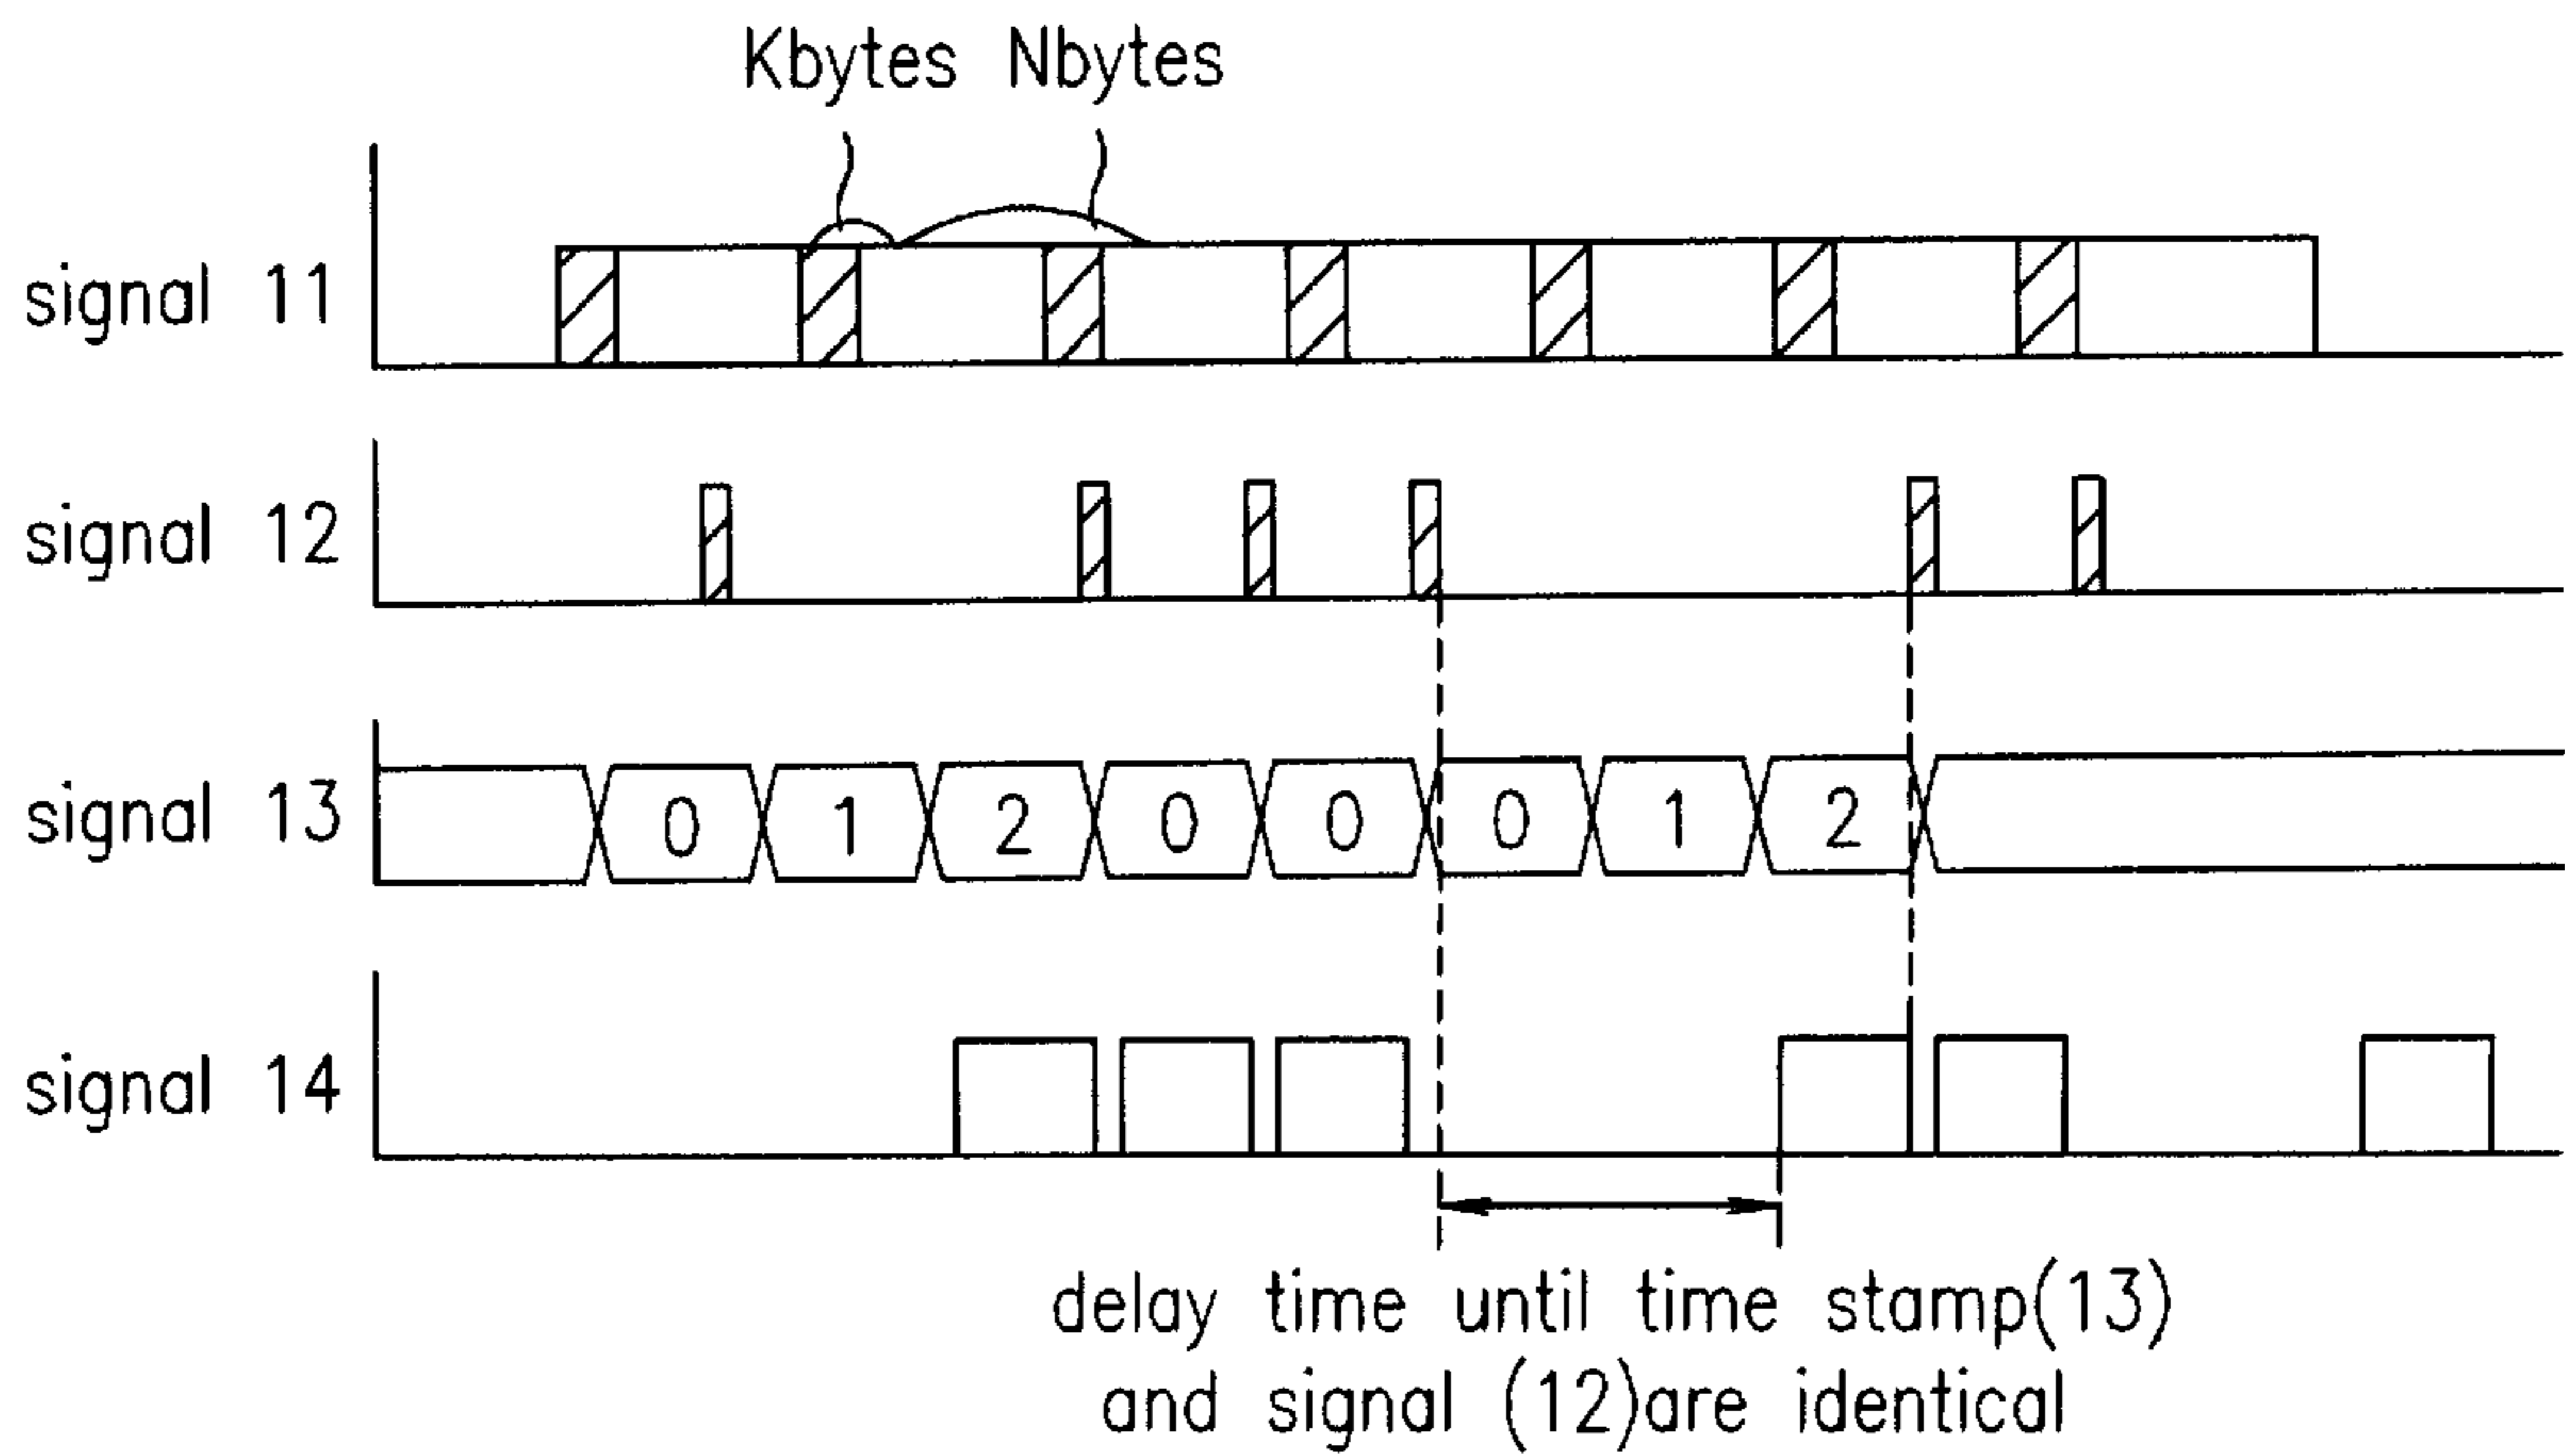 Kbytes Nbytes
signal 11
signal 12
signal 13
0 1 2 0 0 0 1 2
signal 14
delay time until time stamp(13)
and signal (12)are identical